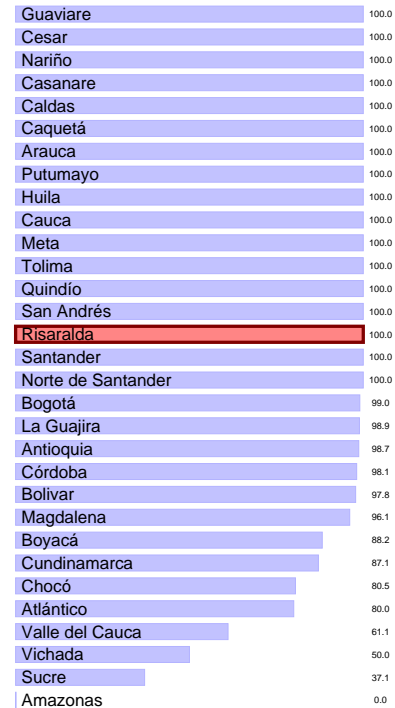 Guaviare 100.0
Cesar 100.0
Nariño 100.0
Casanare 100.0
Caldas 100.0
Caquetá 100.0
Arauca 100.0
Putumayo 100.0
Huila 100.0
Cauca 100.0
Meta 100.0
Tolima 100.0
Quindío 100.0
San Andrés 100.0
Risaralda 100.0
Santander 100.0
Norte de Santander 100.0
Bogotá 99.0
La Guajira 98.9
Antioquia 98.7
Córdoba 98.1
Bolivar 97.8
Magdalena 96.1
Boyacá 88.2
Cundinamarca 87.1
Chocó 80.5
Atlántico 80.0
Valle del Cauca 61.1
Vichada 50.0
Sucre 37.1
Amazonas 0.0